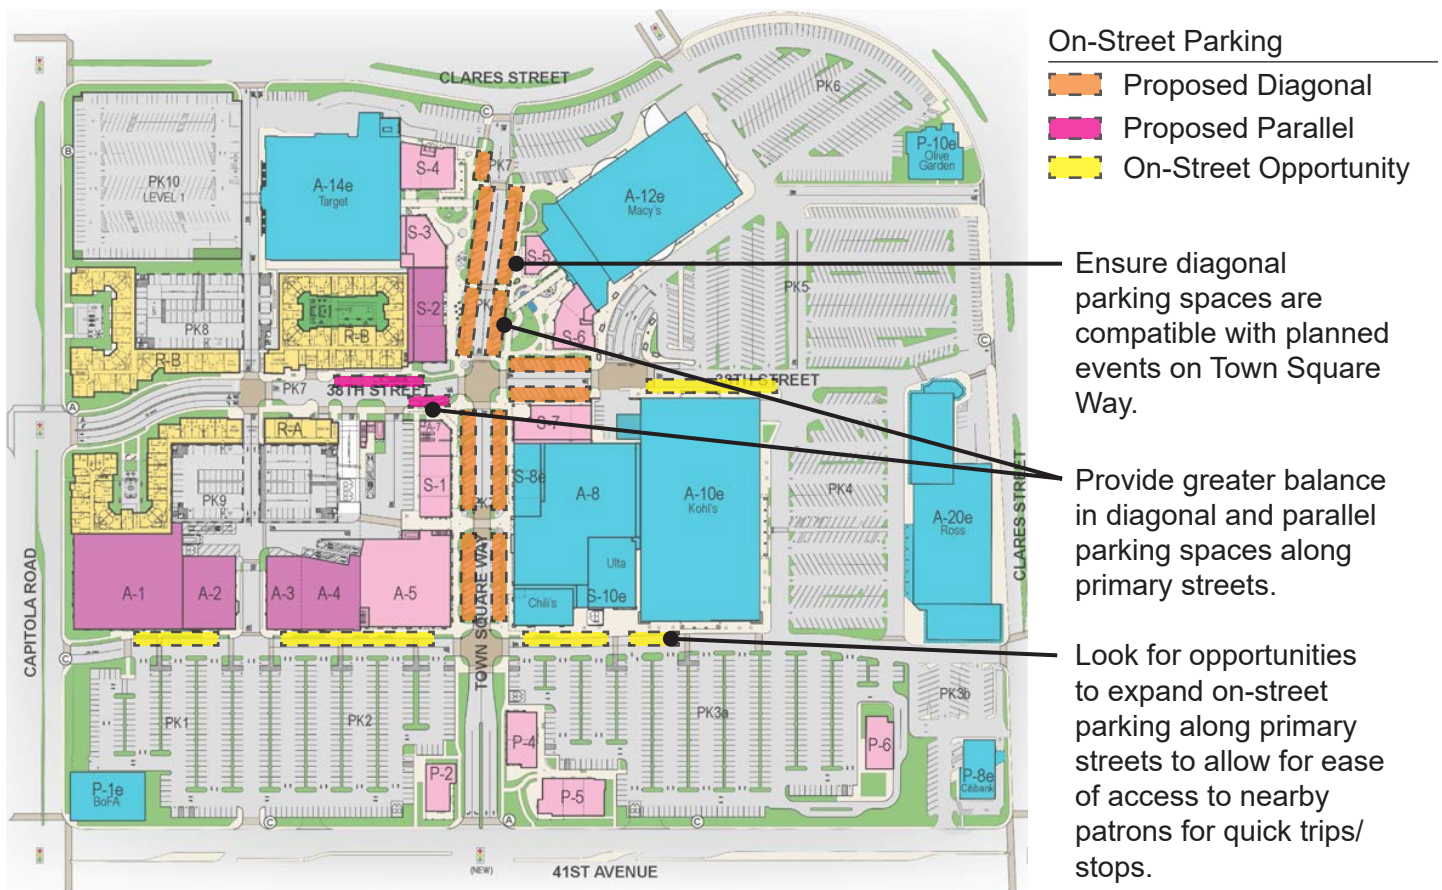 On-Street Parking
Proposed Diagonal
Proposed Parallel
On-Street Opportunity
Ensure diagonal
parking spaces are
compatible with planned
events on Town Square
Way.
Provide greater balance
in diagonal and parallel
parking spaces along
primary streets.
Look for opportunities
to expand on-street
parking along primary
streets to allow for ease
of access to nearby
patrons for quick trips/
stops.
CLARES STREET
PK6
C
B
PK10
LEVEL 1
A-14e
Target
S-4
PK7
P-10e
Olive
Garden
A-12e
Macy's
S-3
S-5
S-2
PK8
R-B
R-B
S-6
PK5
C
PK7
38TH STREET
38TH STREET
A
R-A
A-7
S-7
S-1
S-8e
A-8
A-10e
Kohl's
PK4
PK9
A-20e
Ross
CLARES STREET
CAPITOLA ROAD
A-1
A-2
A-3
A-4
A-5
TOWN SQUARE WAY
Ulta
Chili's
S-10e
C
PK1
PK2
PK3a
PK3b
P-4
P-6
P-1e
BoFA
P-2
P-5
P-8e
Citibank
C
A
C
(NEW)
41ST AVENUE